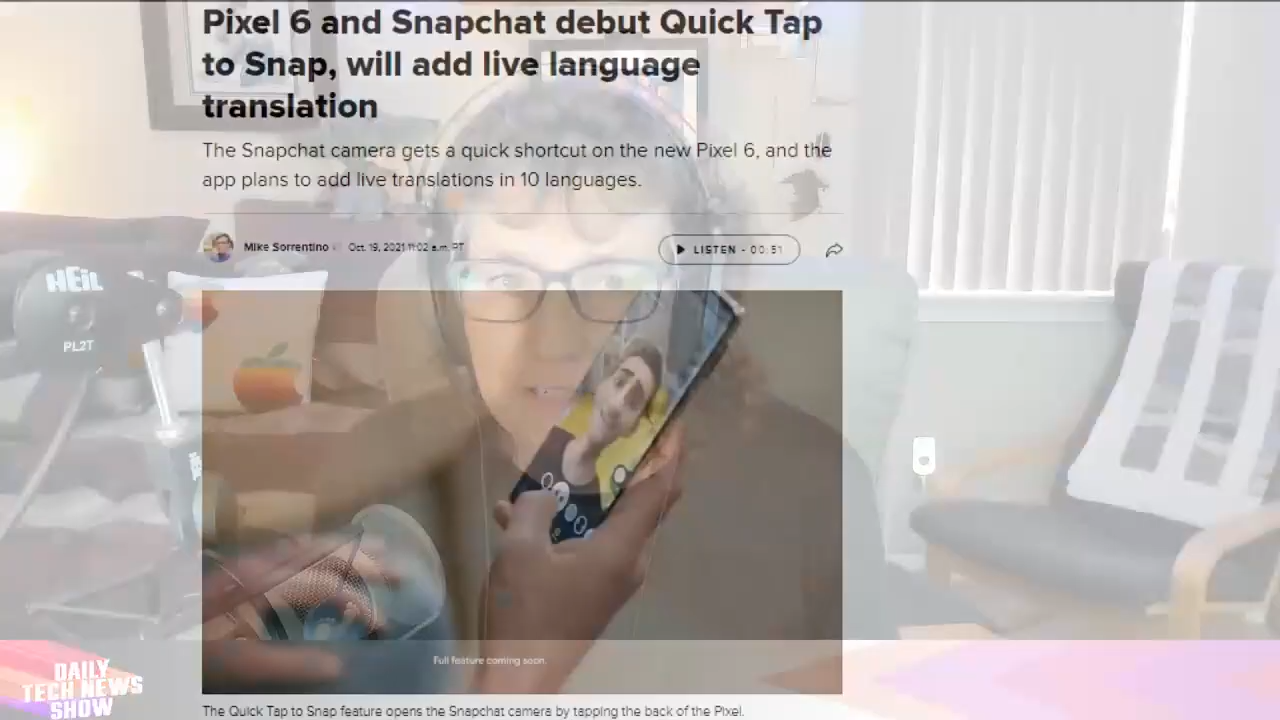 Pixel 6 and Snapchat debut Quick Tap
to Snap, will add live language
translation
The Snapchat camera gets a quick shortcut on the new Pixel 6, and the
app plans to add live translations in 10 languages.
Mike Sorrentino
Oct. 19, 2021 11:02 a.m. PT
LISTEN - 00:51
HEiL
PL2T
Full feature coming soon.
DAILY
TECH NEWS
SHOW
The Quick Tap to Snap feature opens the Snapchat camera by tapping the back of the Pixel.